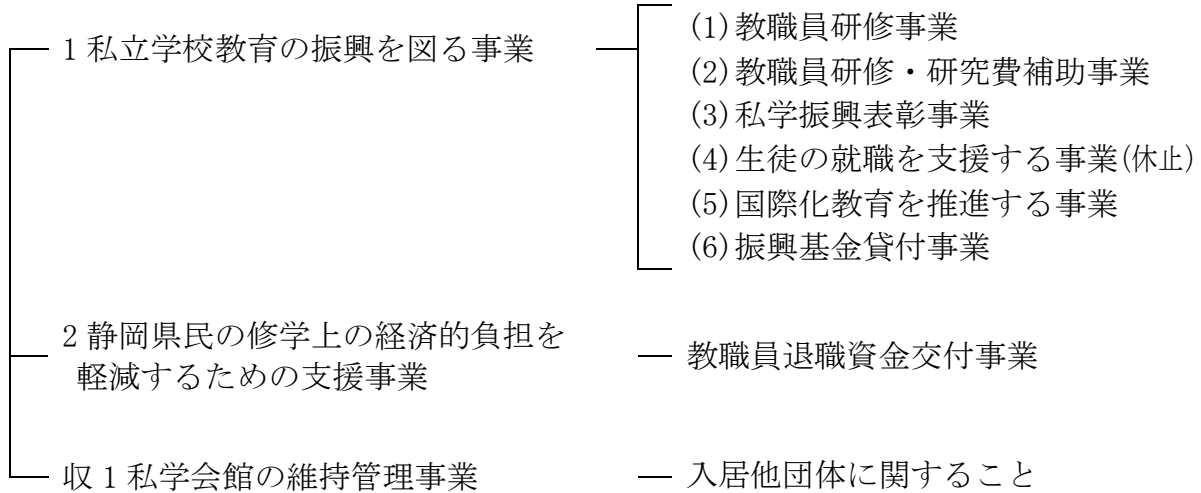 1 私立学校教育の振興を図る事業
(1)教職員研修事業
(2)教職員研修・研究費補助事業
(3)私学振興表彰事業
(4)生徒の就職を支援する事業(休止)
(5)国際化教育を推進する事業
(6)振興基金貸付事業
2 静岡県民の修学上の経済的負担を
軽減するための支援事業
教職員退職資金交付事業
収 1 私学会館の維持管理事業
入居他団体に関すること